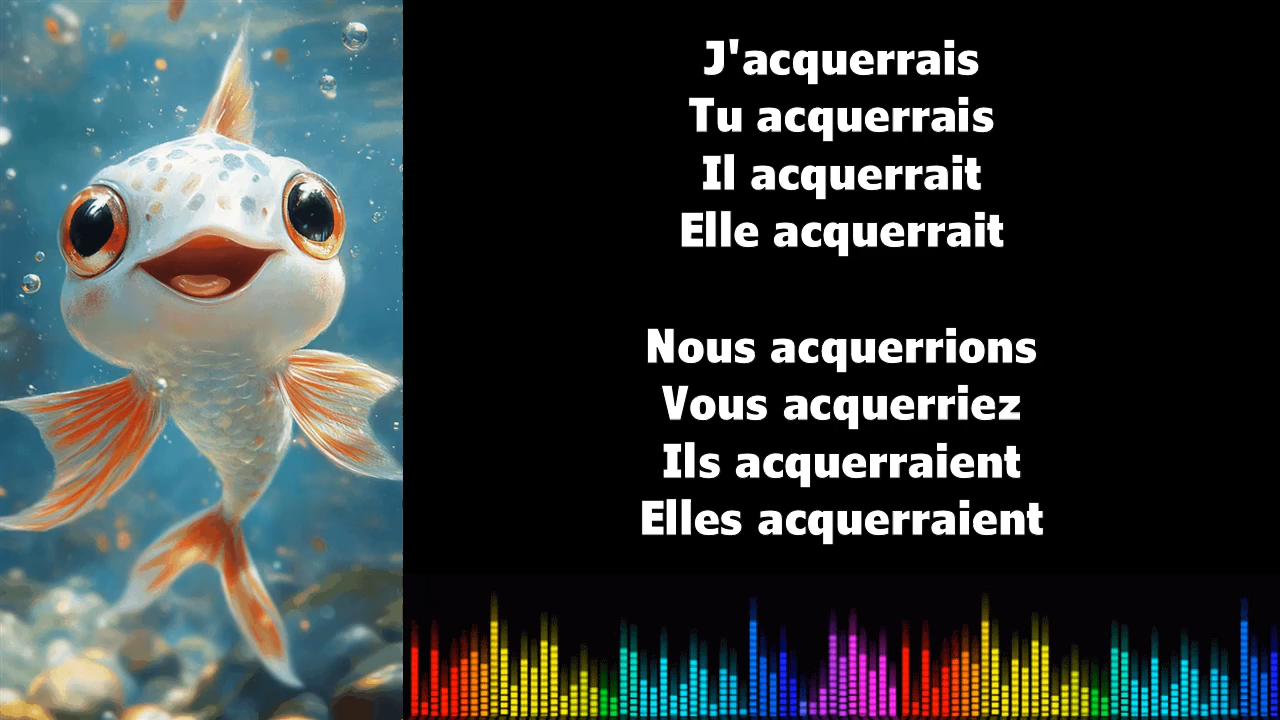 J'acquerrais
Tu acquerrais
Il acquerrait
Elle acquerrait
Nous acquerrions
Vous acquerriez
Ils acquerraient
Elles acquerraient